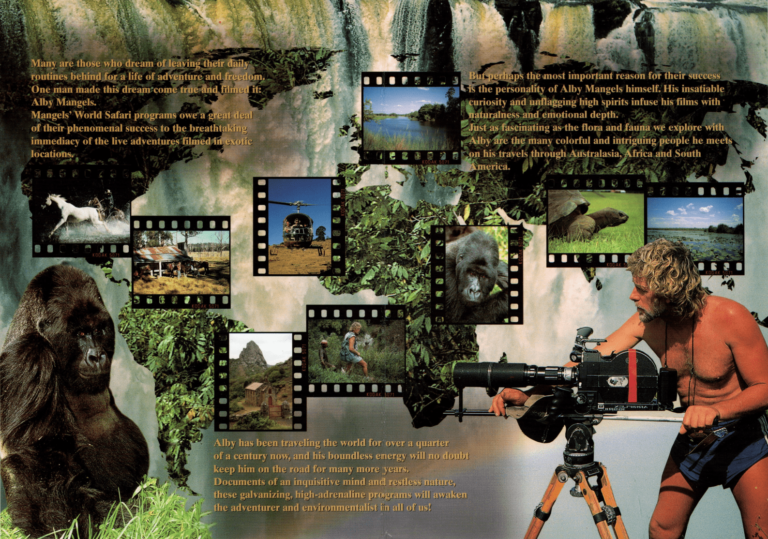 Many are those who dream of leaving their daily
routines behind for a life of adventure and freedom.
One man made this dream come true and filmed it:
Alby Mangels.
Mangels' World Safari programs owe a great deal
of their phenomenal success to the breathtaking
immediacy of the live adventures filmed in exotic
locations.
But perhaps the most important reason for their success
is the personality of Alby Mangels himself. His insatiable
curiosity and unflagging high spirits infuse his films with
naturalness and emotional depth.
Just as fascinating as the flora and fauna we explore with
Alby are the many colorful and intriguing people he meets
on his travels through Australasia, Africa and South
America.
Alby has been traveling the world for over a quarter
of a century now, and his boundless energy will no doubt
keep him on the road for many more years.
Documents of an inquisitive mind and restless nature,
these galvanizing, high-adrenaline programs will awaken
the adventurer and environmentalist in all of us!